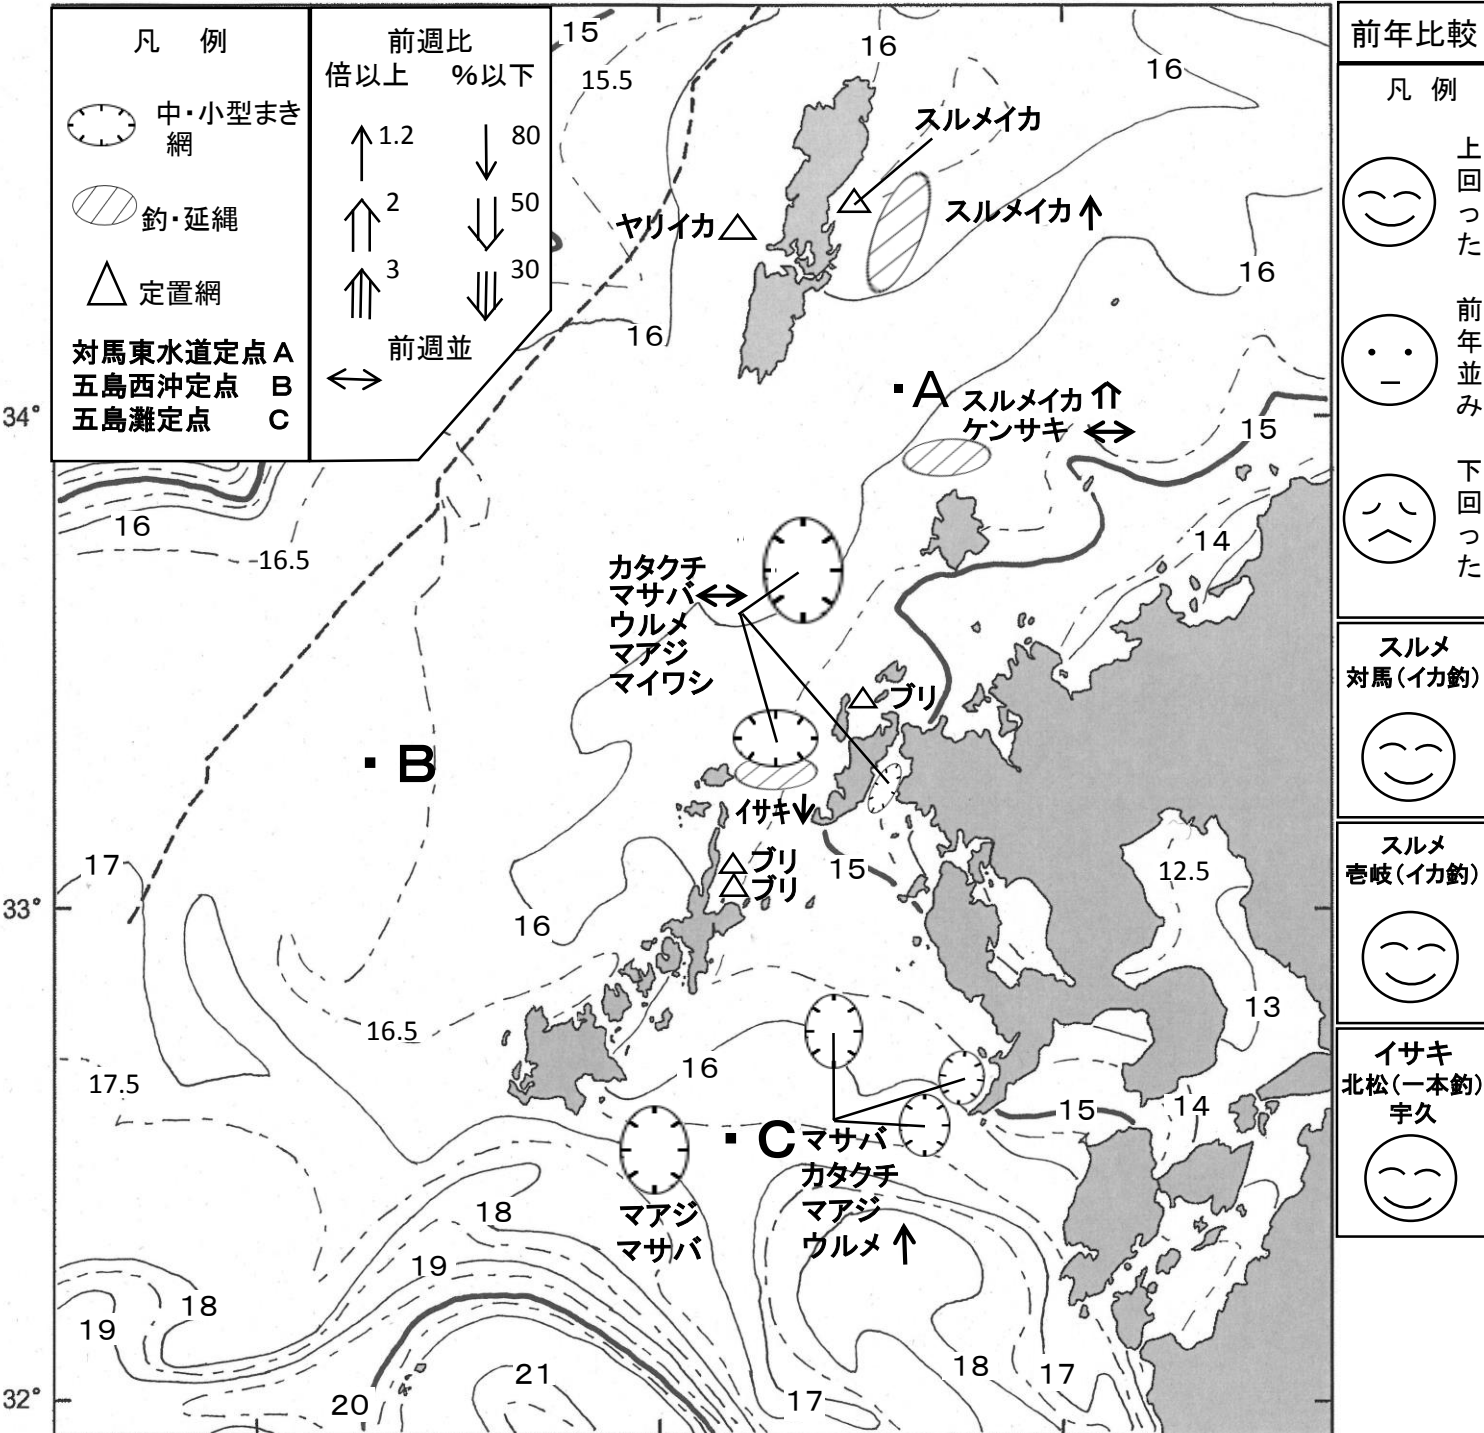 凡 例
中・小型まき
網
釣・延縄
定置網
対馬東水道定点 A
五島西沖定点 B
五島灘定点 C
前週比
倍以上 %以下
1.2 80
2 50
3 30
前週並
前年比較
凡 例
上回った
前年並み
下回った
スルメ
対馬(イカ釣)
スルメ
壱岐(イカ釣)
イサキ
北松(一本釣)
宇久
15
15.5
16
16
スルメイカ
スルメイカ
ヤリイカ
16
16
34°
A
スルメイカ
ケンサキ
15
16
16.5
14
カタクチ
マサバ
ウルメ
マアジ
マイワシ
ブリ
B
イサキ
ブリ
ブリ
15
12.5
17
33°
16
16.5
13
17.5
16
15
14
C
マサバ
カタクチ
マアジ
ウルメ
マアジ
マサバ
18
19
18
19
20
21
17
18
17
32°